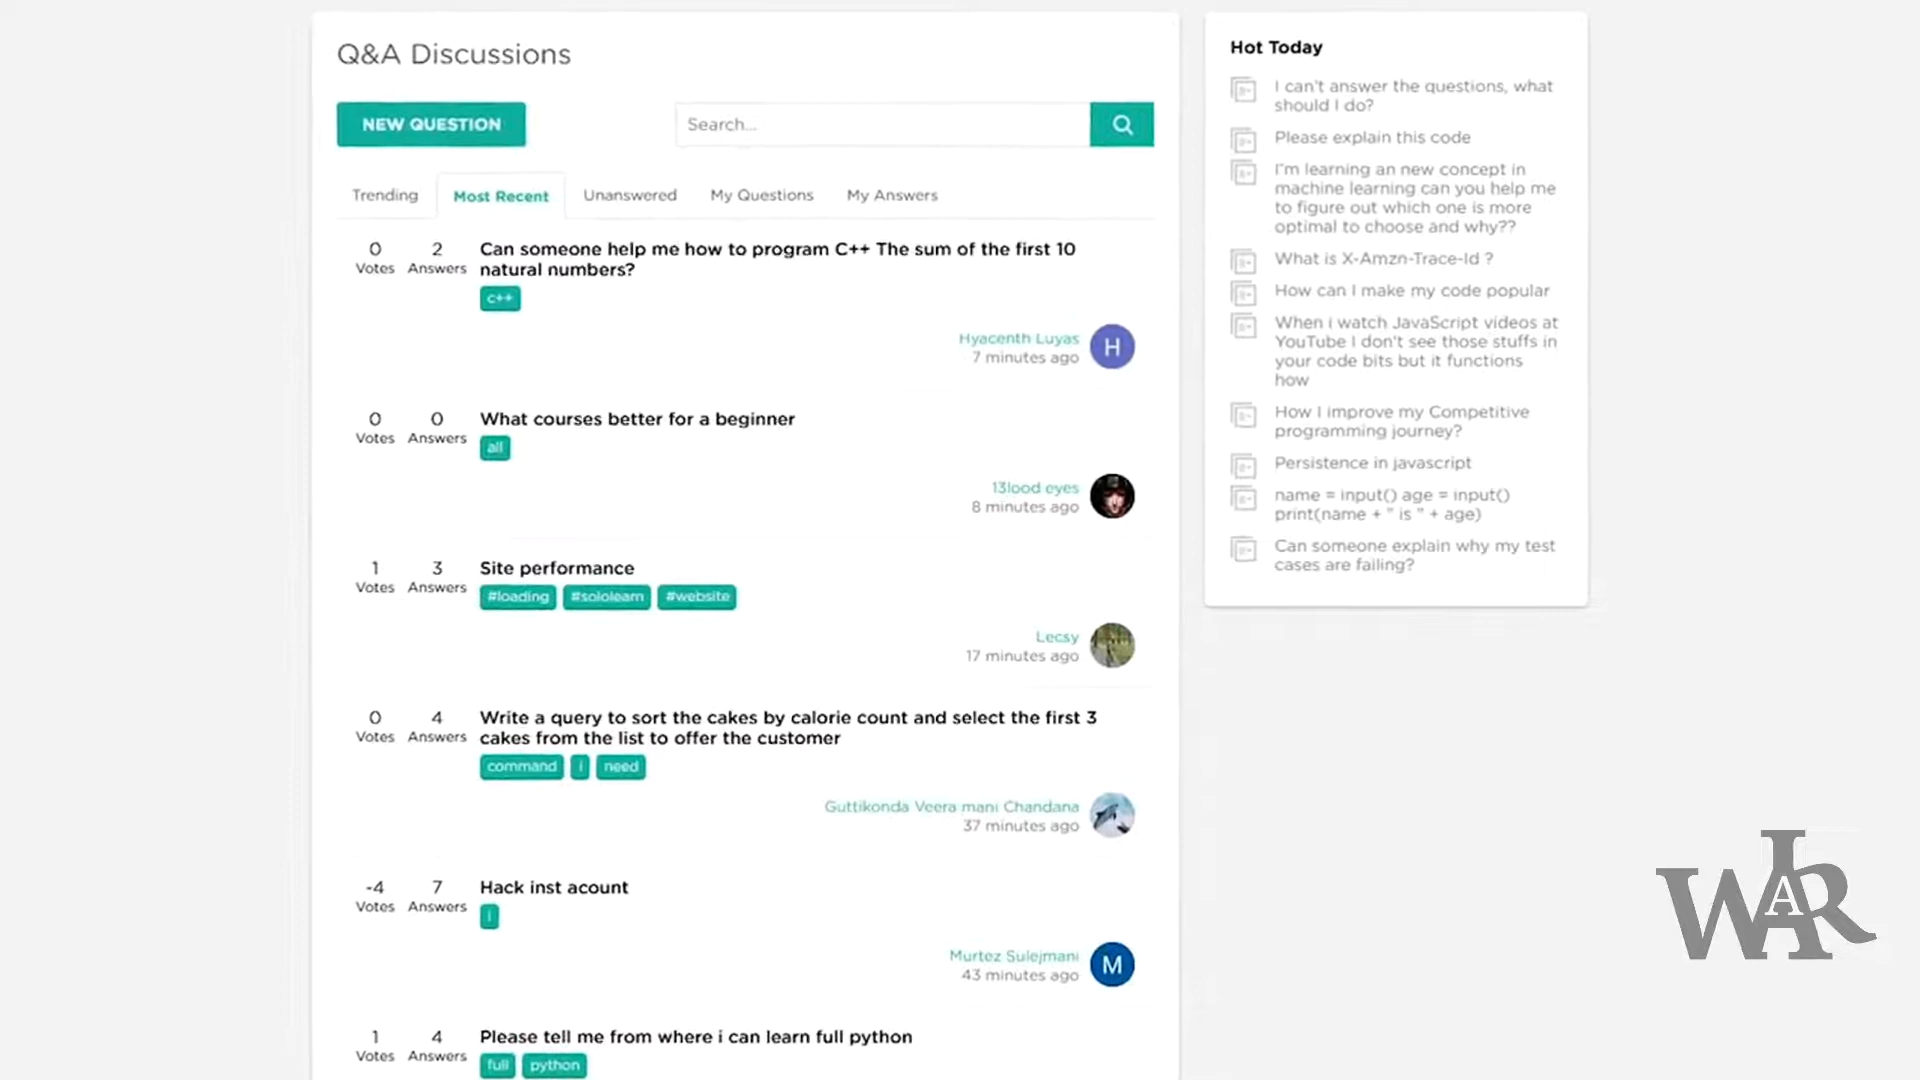 Q&A Discussions
NEW QUESTION
Search...
Trending
Most Recent
Unanswered
My Questions
My Answers
0 Votes
2 Answers
Can someone help me how to program C++ The sum of the first 10
natural numbers?
c++
Hyacenth Luyas
7 minutes ago
H
0 Votes
0 Answers
What courses better for a beginner
all
13lood eyes
8 minutes ago
1 Votes
3 Answers
Site performance
#loading #sololearn #website
Lecsy
17 minutes ago
0 Votes
4 Answers
Write a query to sort the cakes by calorie count and select the first 3
cakes from the list to offer the customer
command i need
Guttikonda Veera mani Chandana
37 minutes ago
-4 Votes
7 Answers
Hack inst acount
i
Murtez Sulejmani
43 minutes ago
M
1 Votes
4 Answers
Please tell me from where i can learn full python
full python
Hot Today
I can't answer the questions, what
should I do?
Please explain this code
I'm learning an new concept in
machine learning can you help me
to figure out which one is more
optimal to choose and why??
What is X-Amzn-Trace-Id ?
How can I make my code popular
When i watch JavaScript videos at
YouTube I don't see those stuffs in
your code bits but it functions
how
How I improve my Competitive
programming journey?
Persistence in javascript
name = input() age = input()
print(name + " is " + age)
Can someone explain why my test
cases are failing?